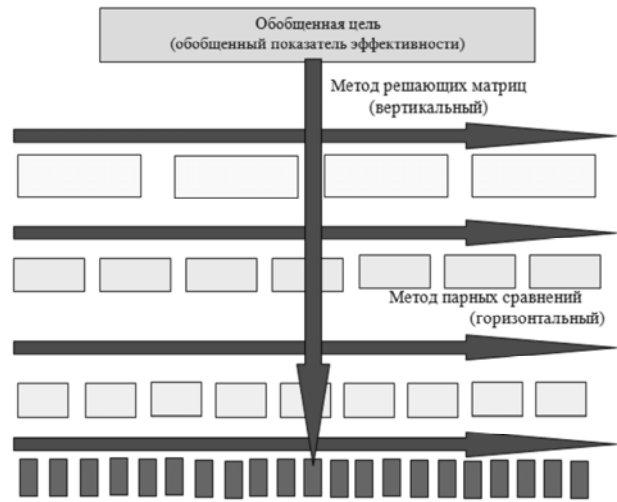 Обобщенная цель
(обобщенный показатель эффективности)
Метод решающих матриц
(вертикальный)
Метод парных сравнений
(горизонтальный)